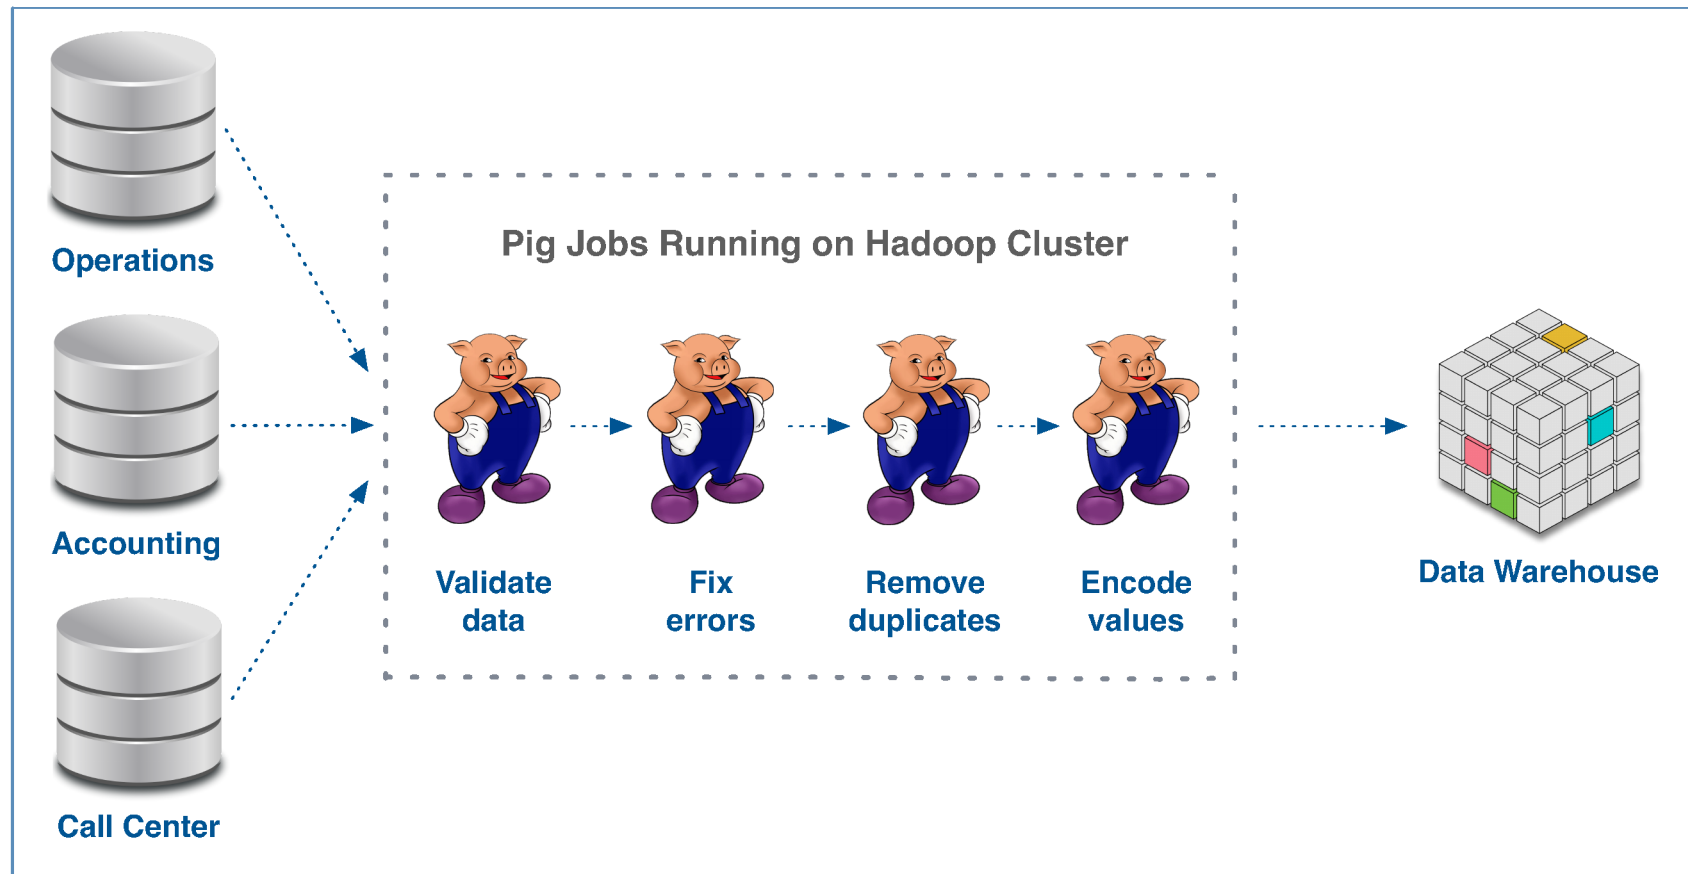 Operations
Accounting
Call Center
Pig Jobs Running on Hadoop Cluster
Validate
data
Fix
errors
Remove
duplicates
Encode
values
Data Warehouse